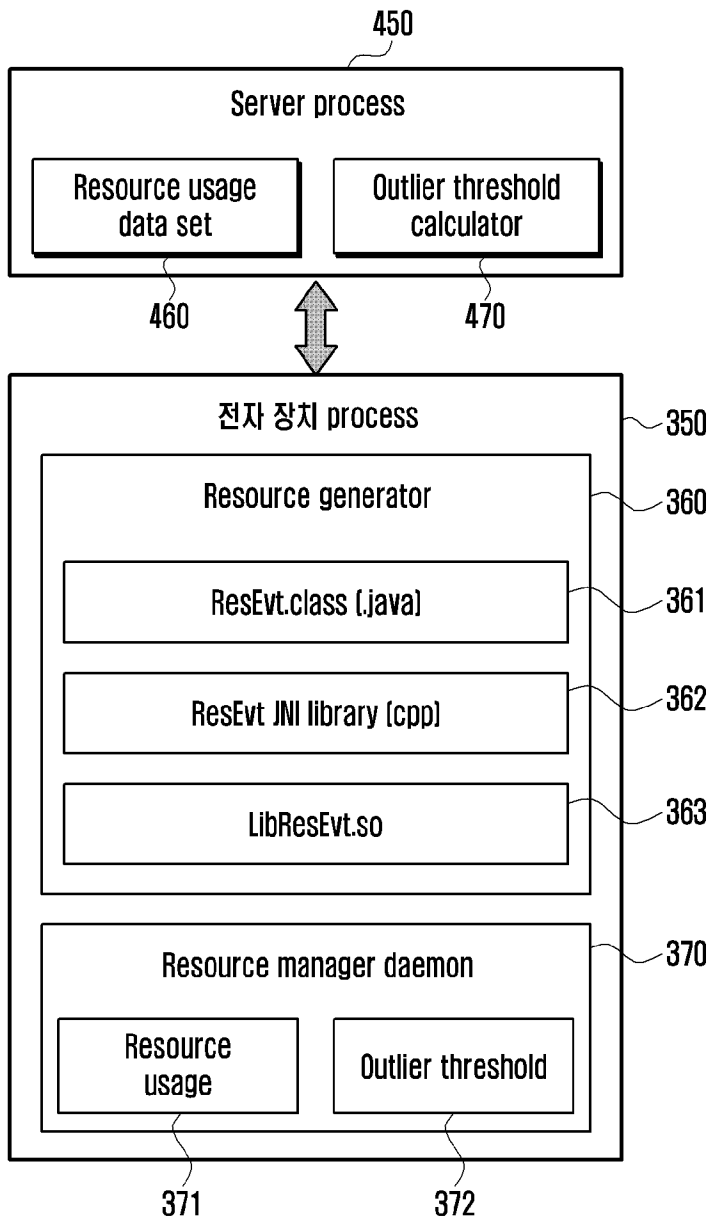 450
Server process
Resource usage
data set
Outlier threshold
calculator
460
470
전자 장치 process
350
Resource generator
360
ResEvt.class (.java)
361
ResEvt JNI library (cpp)
362
LibResEvt.so
363
Resource manager daemon
370
Resource
usage
Outlier threshold
371
372